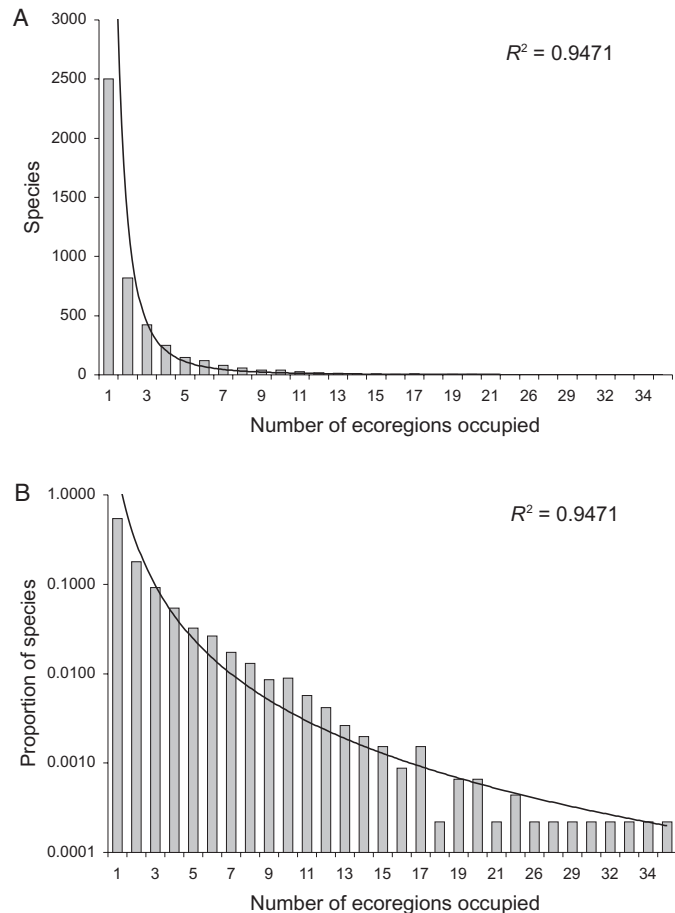 A
R² = 0.9471
Species
3000
2500
2000
1500
1000
500
0
1 3 5 7 9 11 13 15 17 19 21 26 29 32 34
Number of ecoregions occupied
B
R² = 0.9471
Proportion of species
1.0000
0.1000
0.0100
0.0010
0.0001
1 3 5 7 9 11 13 15 17 19 21 26 29 32 34
Number of ecoregions occupied